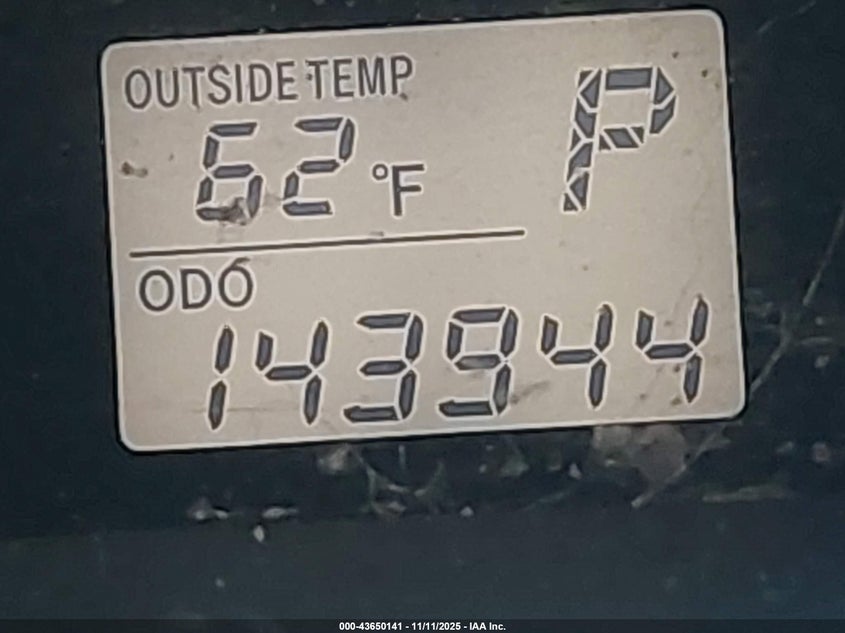 OUTSIDE TEMP
62°F P
ODO
143944
000-43650141 - 11/11/2025 - IAA Inc.